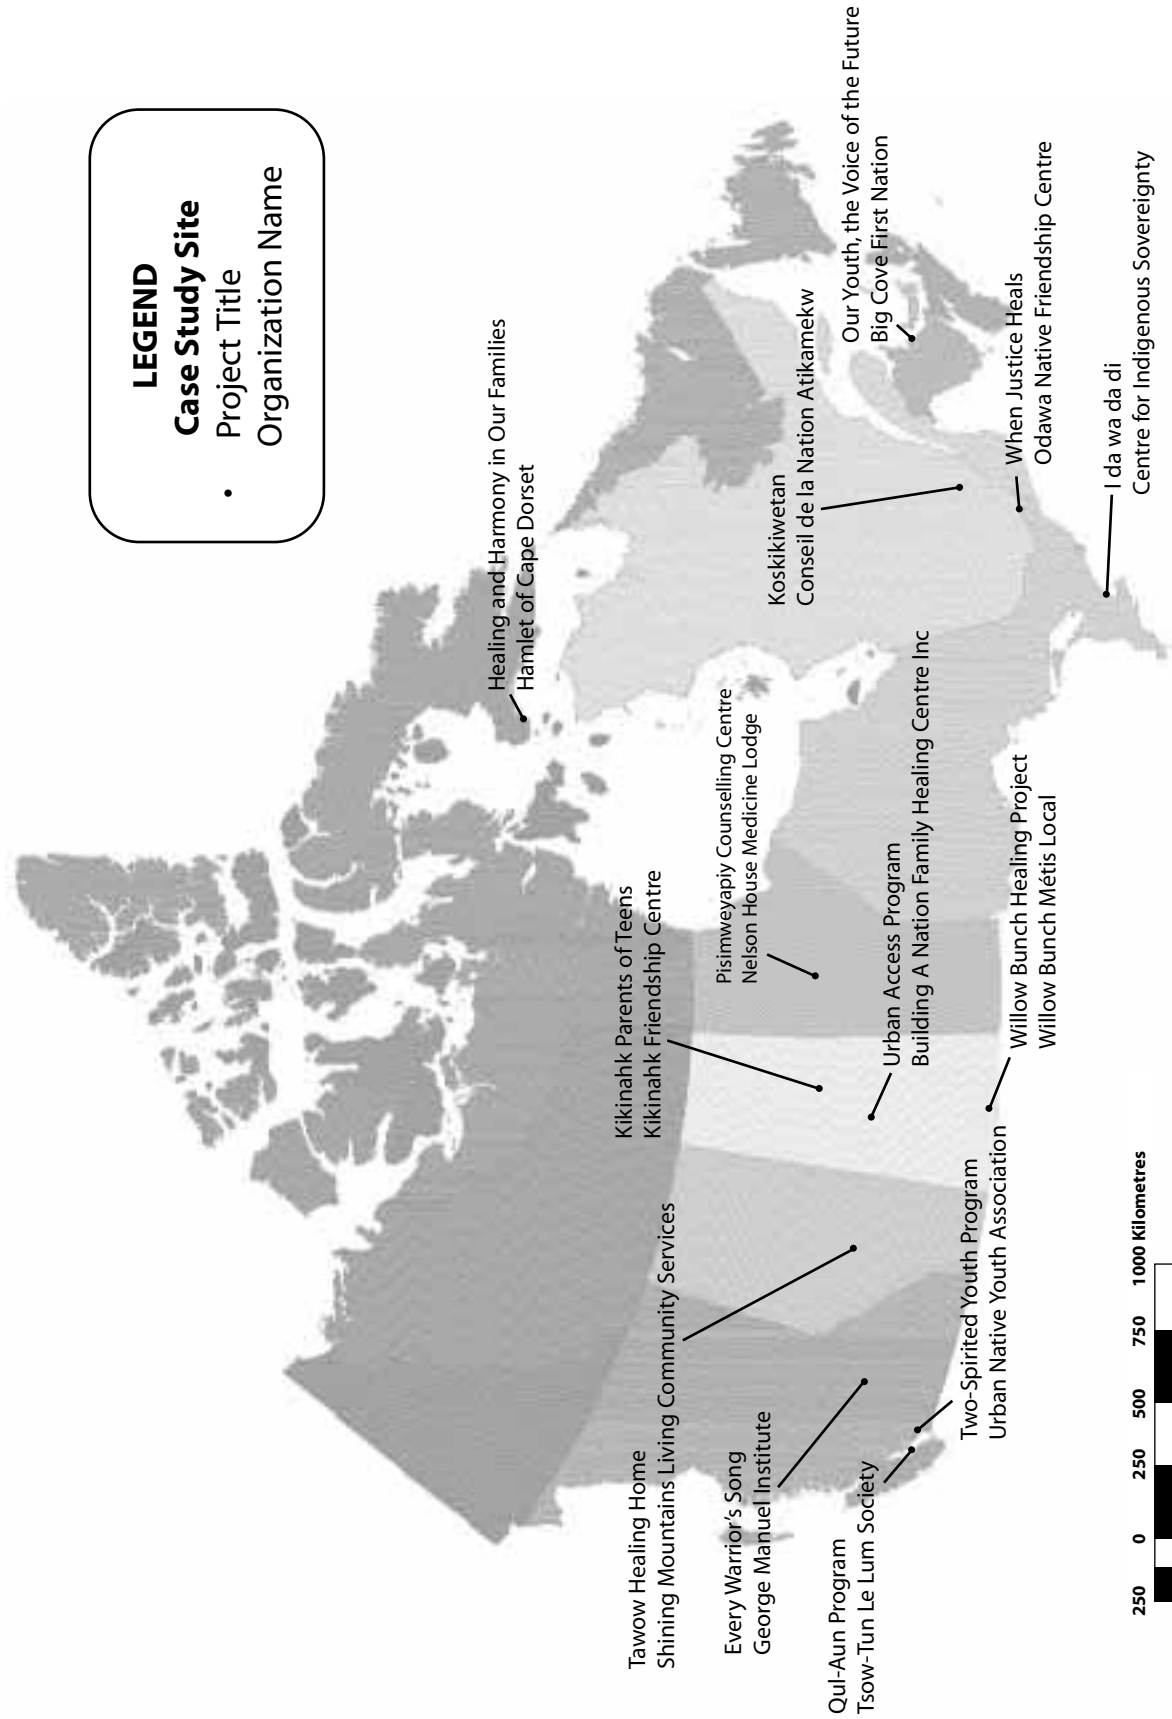 LEGEND
Case Study Site
• Project Title
Organization Name
Healing and Harmony in Our Families
Hamlet of Cape Dorset
Our Youth, the Voice of the Future
Big Cove First Nation
Koskikiwetan
Conseil de la Nation Atikamekw
When Justice Heals
Odawa Native Friendship Centre
I da wa da di
Centre for Indigenous Sovereignty
Kikinahk Parents of Teens
Kikinahk Friendship Centre
Pisimweyapiy Counselling Centre
Nelson House Medicine Lodge
Urban Access Program
Building A Nation Family Healing Centre Inc
Willow Bunch Healing Project
Willow Bunch Métis Local
Tawow Healing Home
Shining Mountains Living Community Services
Every Warrior's Song
George Manuel Institute
Qul-Aun Program
Tsow-Tun Le Lum Society
Two-Spirited Youth Program
Urban Native Youth Association
250 0 250 500 750 1000 Kilometres